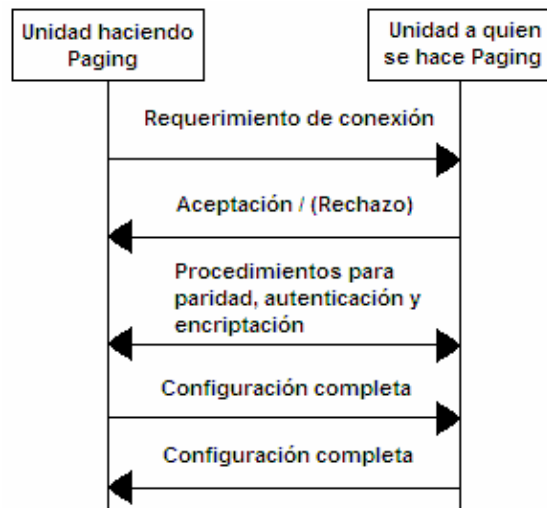 Unidad haciendo
Paging
Unidad a quien
se hace Paging
Requerimiento de conexión
Aceptación / (Rechazo)
Procedimientos para
paridad, autenticación y
encriptación
Configuración completa
Configuración completa